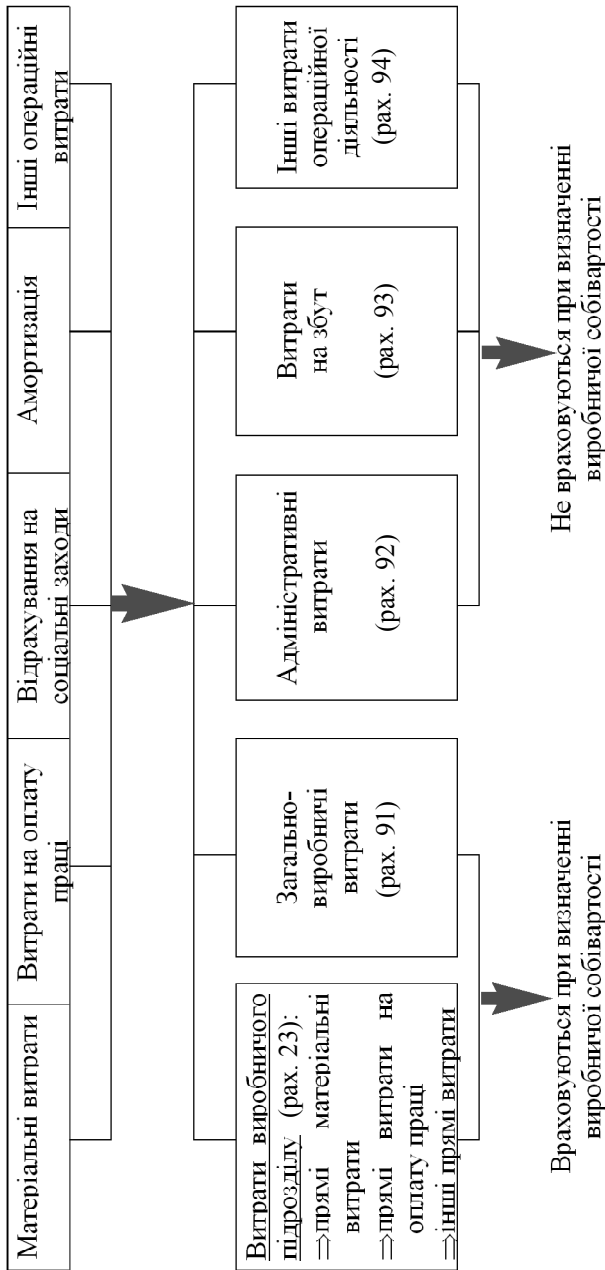 Матеріальні витрати
Витрати на оплату
праці
Відрахування на
соціальні заходи
Амортизація
Інші операційні
витрати
Витрати виробничого
підрозділу (рах. 23):
⇒прямі матеріальні
витрати
⇒прямі витрати на
оплату праці
⇒інші прямі витрати
Загально-
виробничі
витрати
(рах. 91)
Адміністративні
витрати
(рах. 92)
Витрати
на збут
(рах. 93)
Інші витрати
операційної
діяльності
(рах. 94)
Враховуються при визначенні
виробничої собівартості
Не враховуються при визначенні
виробничої собівартості